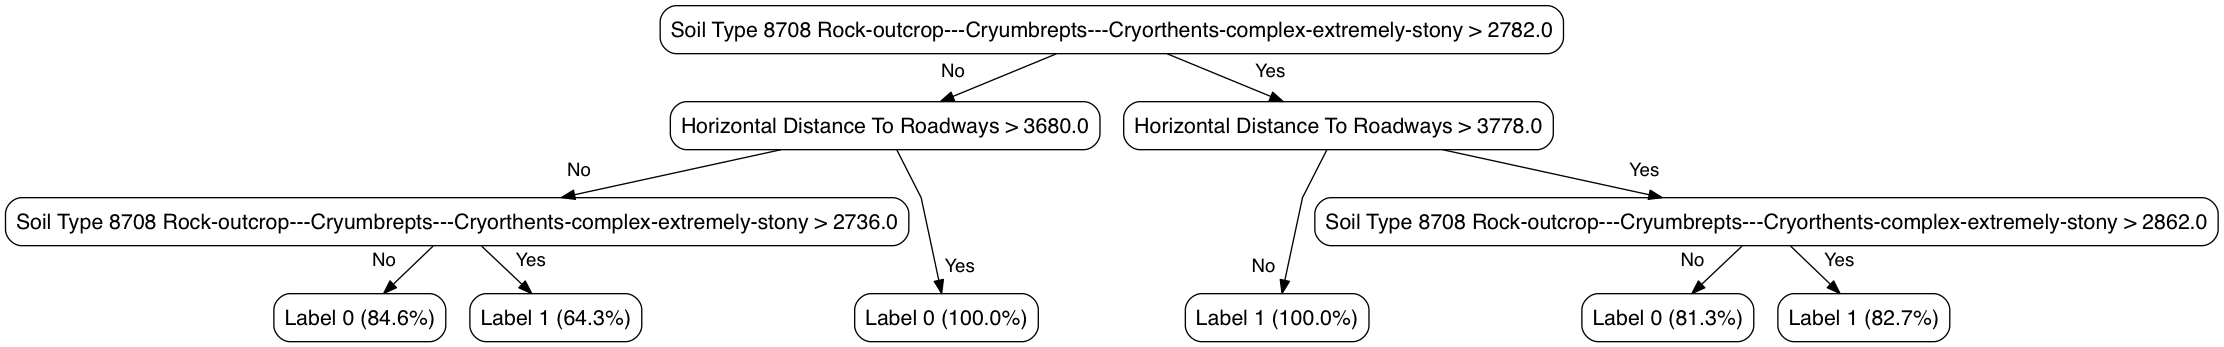 Soil Type 8708 Rock-outcrop---Cryumbrepts---Cryorthents-complex-extremely-stony > 2782.0
No
Yes
Horizontal Distance To Roadways > 3680.0
Horizontal Distance To Roadways > 3778.0
No
Yes
Soil Type 8708 Rock-outcrop---Cryumbrepts---Cryorthents-complex-extremely-stony > 2736.0
Soil Type 8708 Rock-outcrop---Cryumbrepts---Cryorthents-complex-extremely-stony > 2862.0
No
Yes
Yes
No
No
Yes
Label 0 (84.6%)
Label 1 (64.3%)
Label 0 (100.0%)
Label 1 (100.0%)
Label 0 (81.3%)
Label 1 (82.7%)